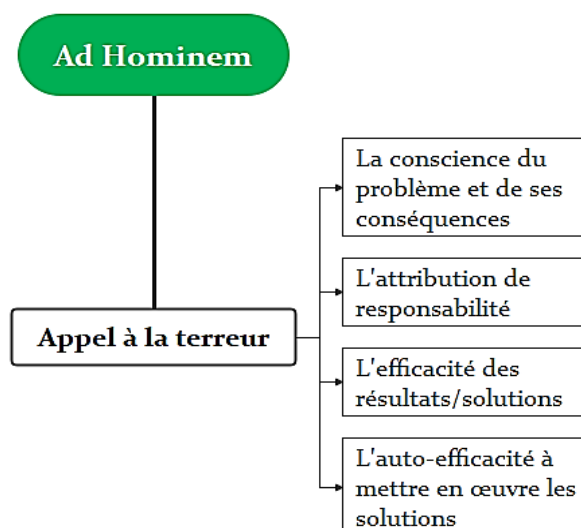 Ad Hominem
La conscience du
problème et de ses
conséquences
L'attribution de
responsabilité
Appel à la terreur
L'efficacité des
résultats/solutions
L'auto-efficacité à
mettre en œuvre les
solutions